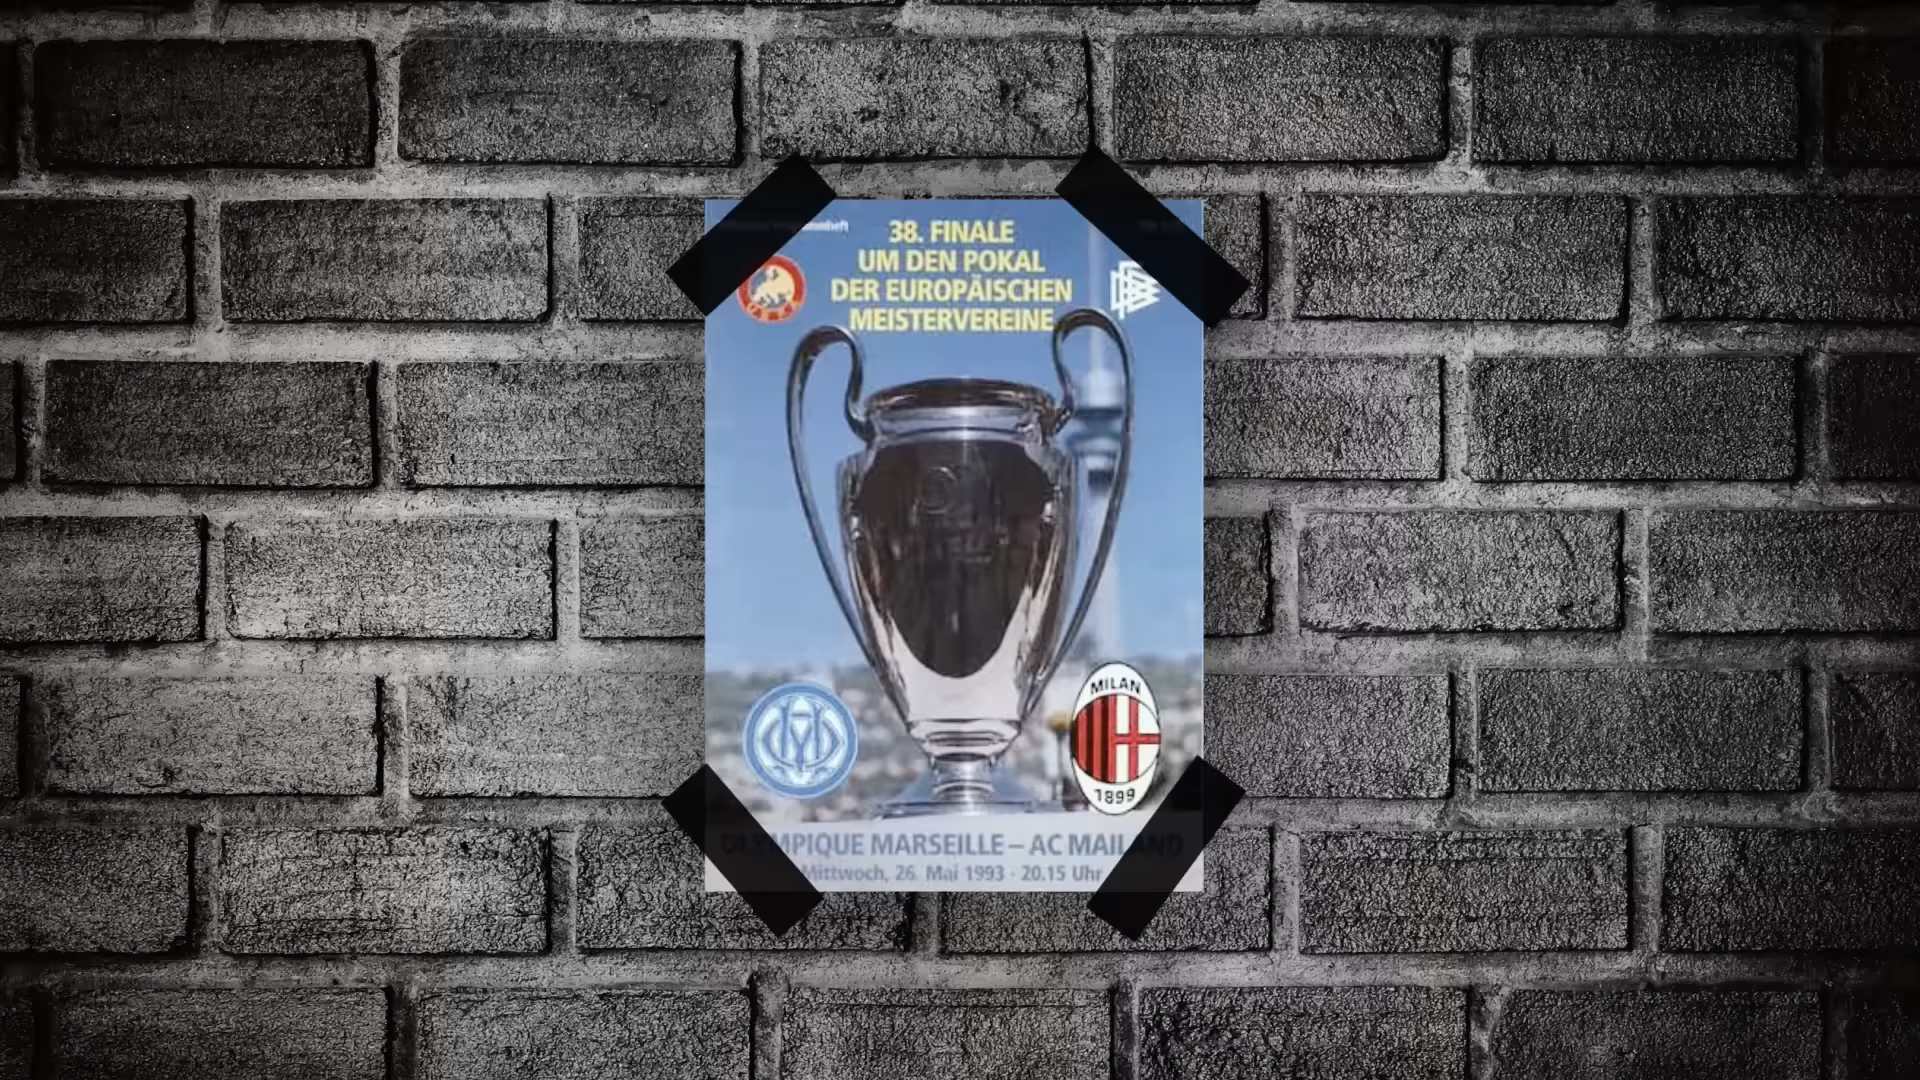 38. FINALE
UM DEN POKAL
DER EUROPÄISCHEN
MEISTERVEREINE
UEFA
MILAN
1899
OLYMPIQUE MARSEILLE – AC MAILAND
Mittwoch, 26. Mai 1993 · 20.15 Uhr